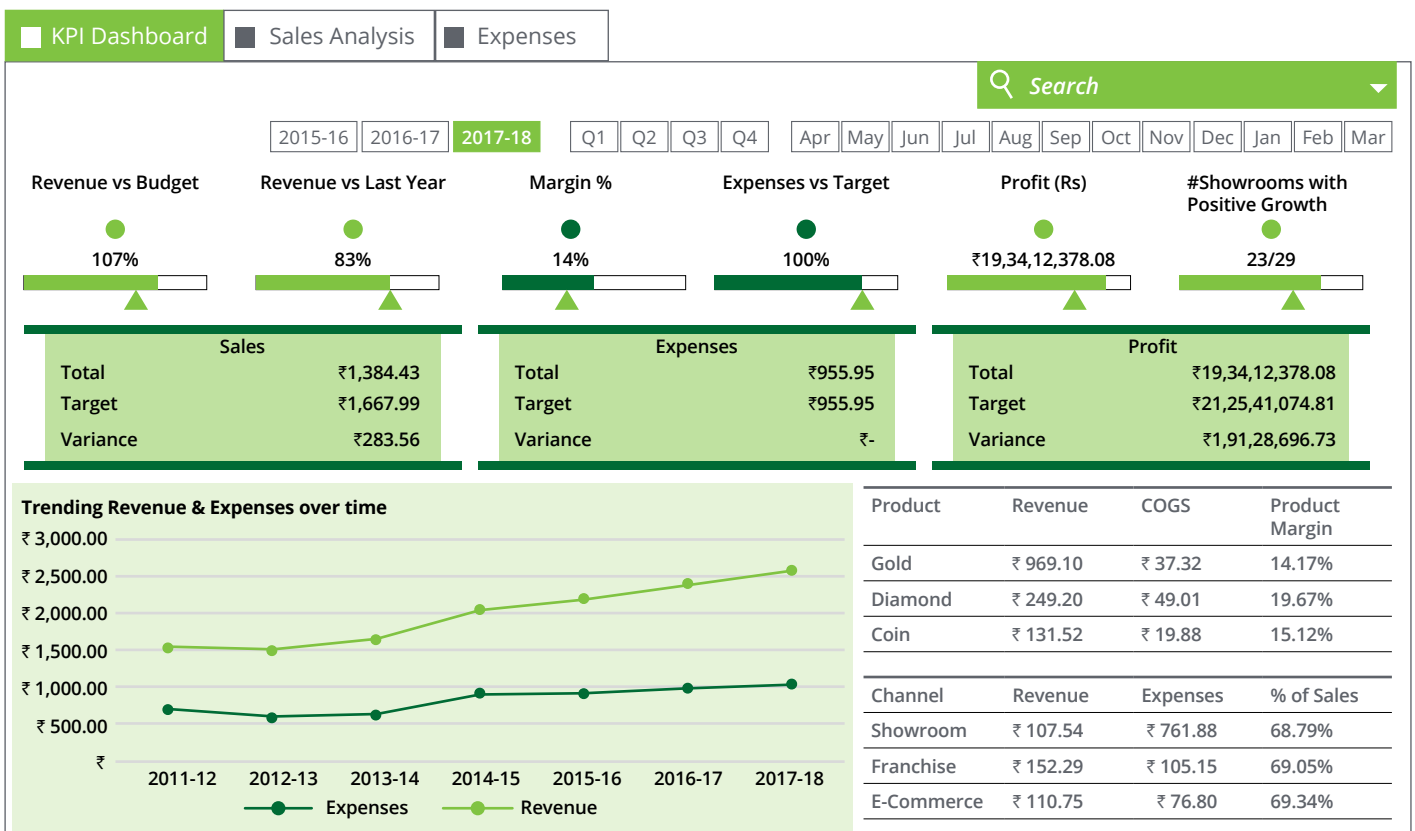 KPI Dashboard Sales Analysis Expenses
Search
2015-16 2016-17 2017-18 Q1 Q2 Q3 Q4 Apr May Jun Jul Aug Sep Oct Nov Dec Jan Feb Mar
Revenue vs Budget
107%
Revenue vs Last Year
83%
Margin %
14%
Expenses vs Target
100%
Profit (Rs)
₹19,34,12,378.08
#Showrooms with
Positive Growth
23/29
Sales
Total ₹1,384.43
Target ₹1,667.99
Variance ₹283.56
Expenses
Total ₹955.95
Target ₹955.95
Variance ₹-
Profit
Total ₹19,34,12,378.08
Target ₹21,25,41,074.81
Variance ₹1,91,28,696.73
Trending Revenue & Expenses over time
₹ 3,000.00
₹ 2,500.00
₹ 2,000.00
₹ 1,500.00
₹ 1,000.00
₹ 500.00
₹
2011-12 2012-13 2013-14 2014-15 2015-16 2016-17 2017-18
Expenses Revenue
Product Revenue COGS Product
Margin
Gold ₹ 969.10 ₹ 37.32 14.17%
Diamond ₹ 249.20 ₹ 49.01 19.67%
Coin ₹ 131.52 ₹ 19.88 15.12%
Channel Revenue Expenses % of Sales
Showroom ₹ 107.54 ₹ 761.88 68.79%
Franchise ₹ 152.29 ₹ 105.15 69.05%
E-Commerce ₹ 110.75 ₹ 76.80 69.34%